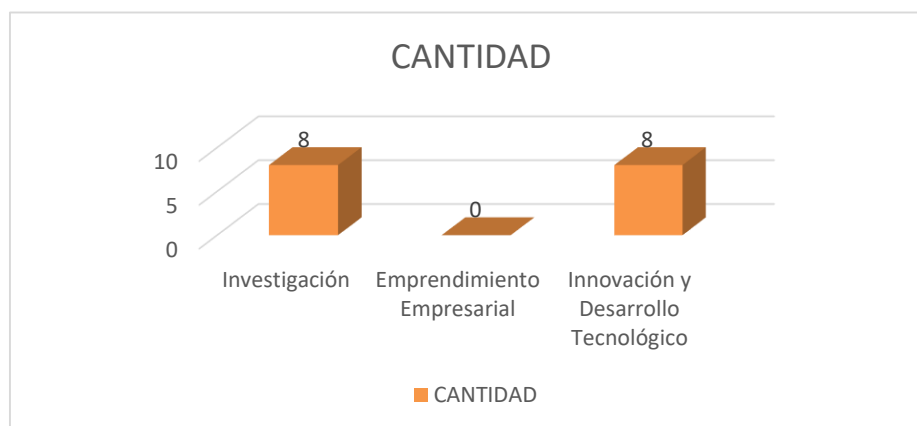 CANTIDAD
8
0
8
10
5
0
Investigación
Emprendimiento
Empresarial
Innovación y
Desarrollo
Tecnológico
CANTIDAD